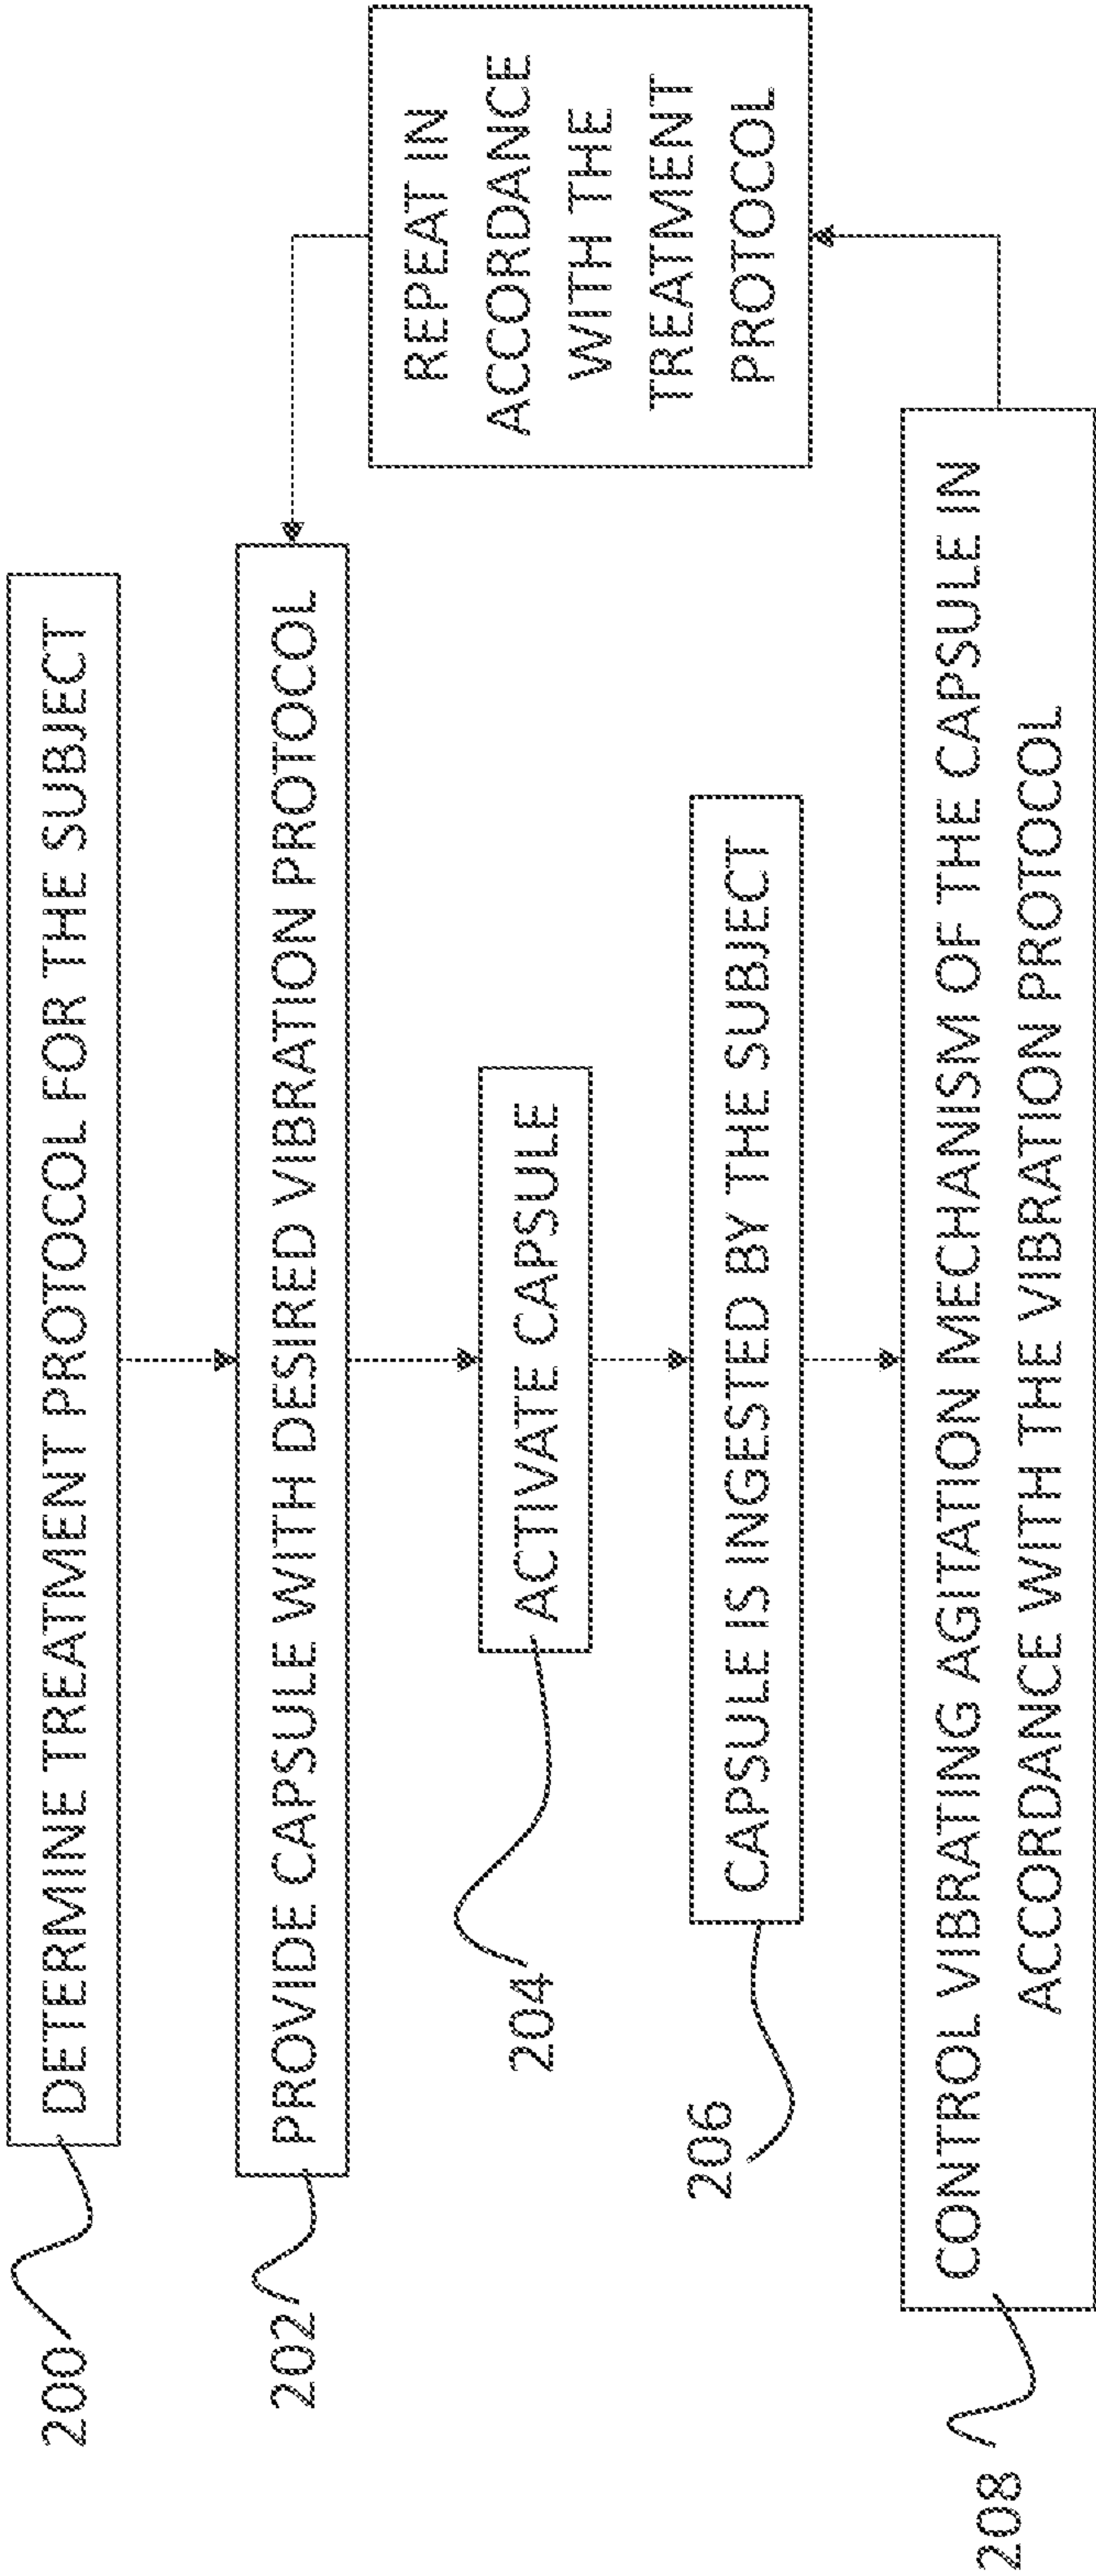 200
DETERMINE TREATMENT PROTOCOL FOR THE SUBJECT
202
PROVIDE CAPSULE WITH DESIRED VIBRATION PROTOCOL
204
ACTIVATE CAPSULE
206
CAPSULE IS INGESTED BY THE SUBJECT
208
CONTROL VIBRATING AGITATION MECHANISM OF THE CAPSULE IN
ACCORDANCE WITH THE VIBRATION PROTOCOL
REPEAT IN
ACCORDANCE
WITH THE
TREATMENT
PROTOCOL